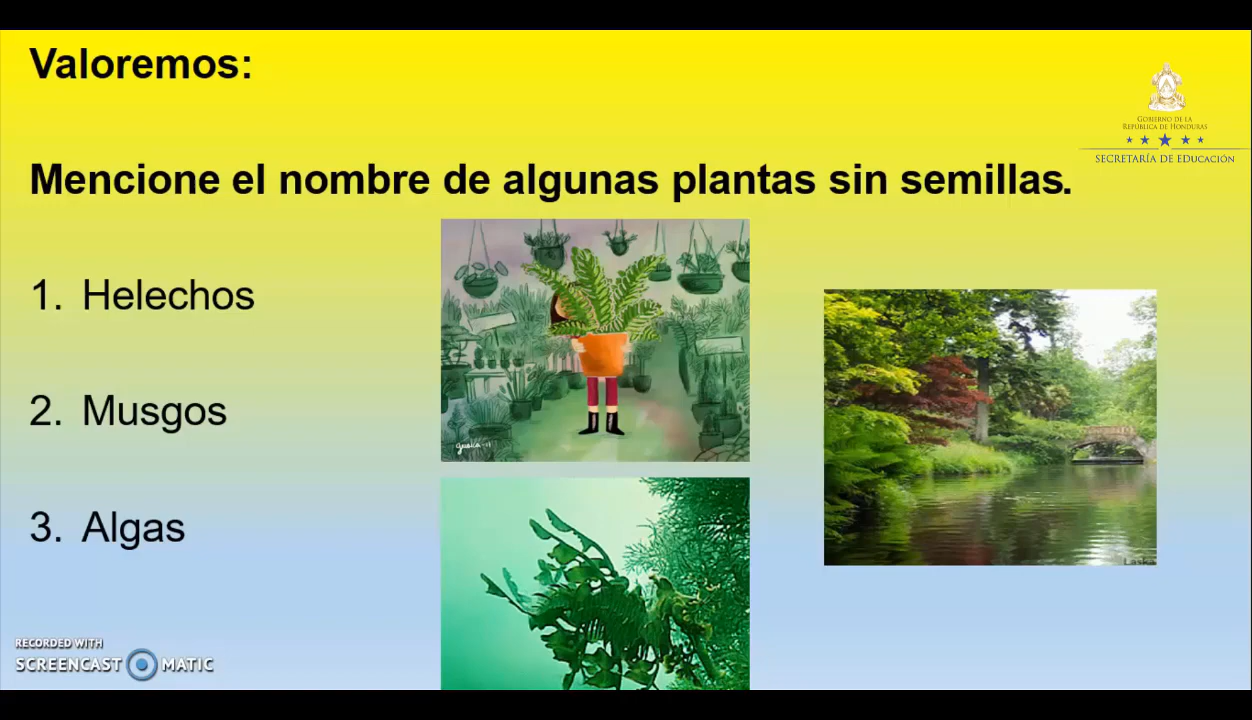 Valoremos:
GOBIERNO DE LA
REPÚBLICA DE HONDURAS
SECRETARÍA DE EDUCACIÓN
Mencione el nombre de algunas plantas sin semillas.
1. Helechos
2. Musgos
3. Algas
RECORDED WITH
SCREENCAST MATIC